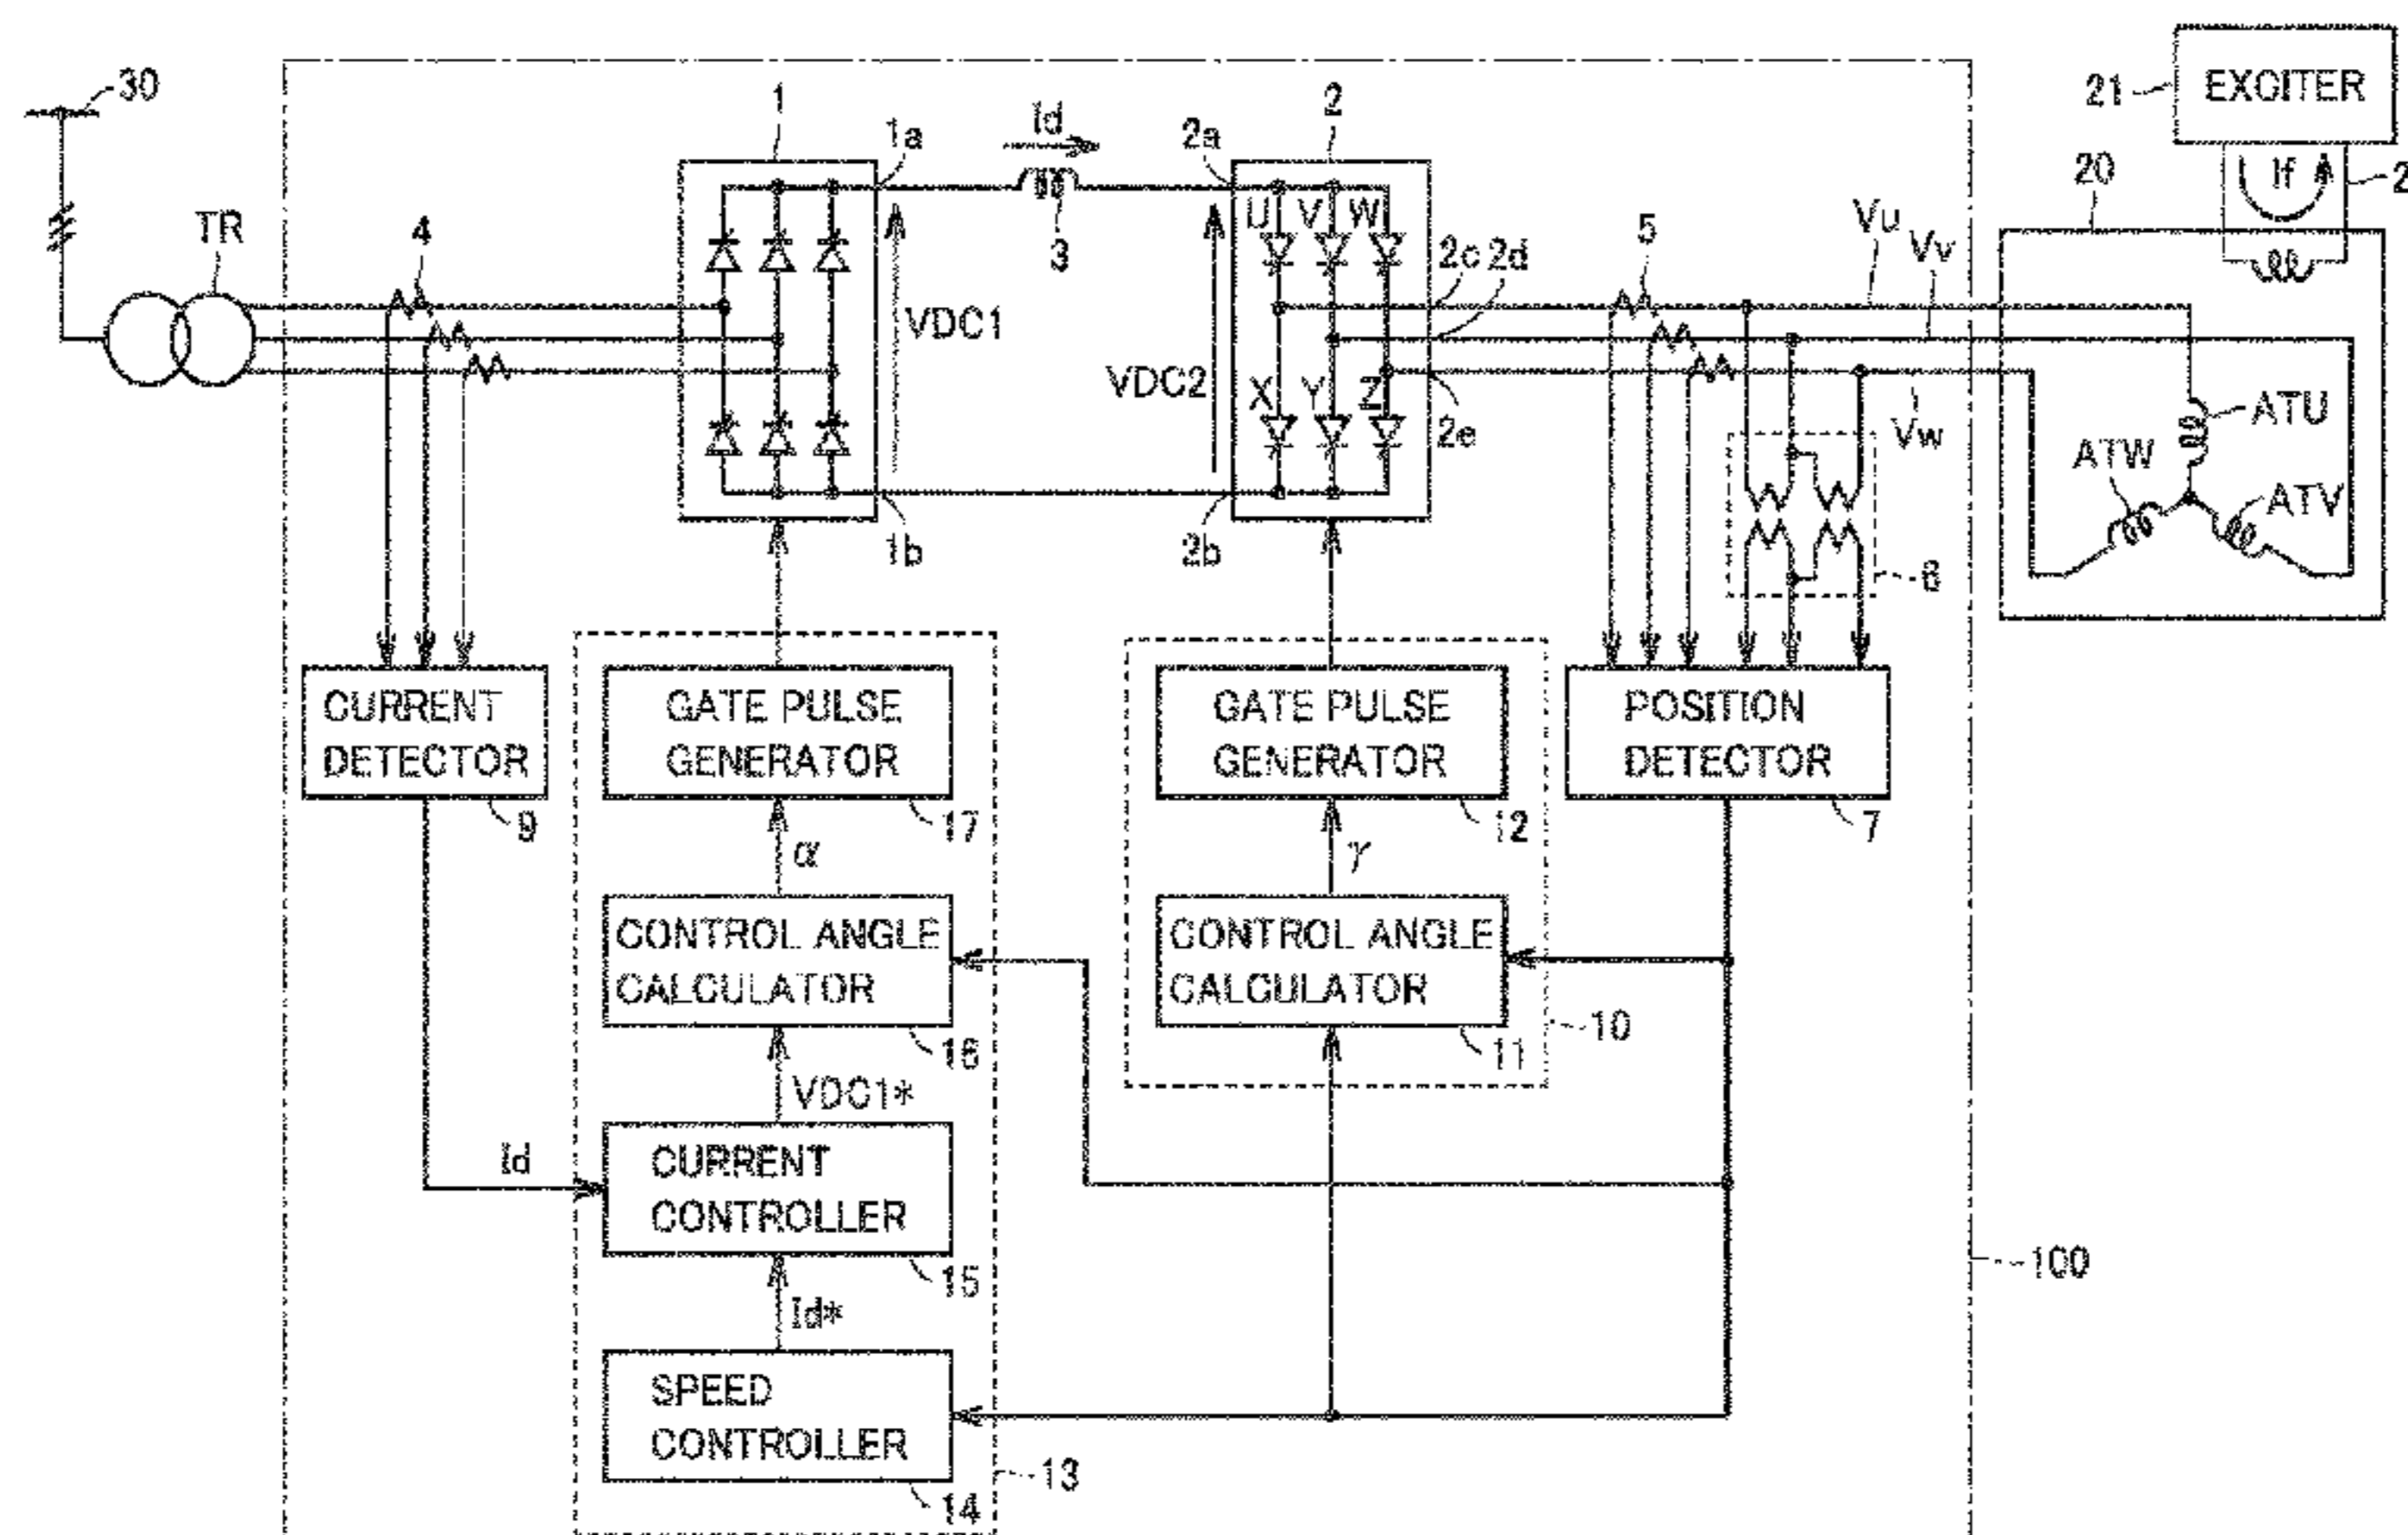 30
TR
4
1
1a
Id
3
2a
2
VDC1
VDC2
1b
2b
U V W
X Y Z
2c 2d
2e
5
Vu
Vv
Vw
6
21
EXCITER
If
20
ATU
ATW
ATV
CURRENT
DETECTOR
9
GATE PULSE
GENERATOR
17
α
CONTROL ANGLE
CALCULATOR
16
VDC1*
Id
CURRENT
CONTROLLER
15
Id*
SPEED
CONTROLLER
14
13
GATE PULSE
GENERATOR
12
γ
CONTROL ANGLE
CALCULATOR
11
10
POSITION
DETECTOR
7
100